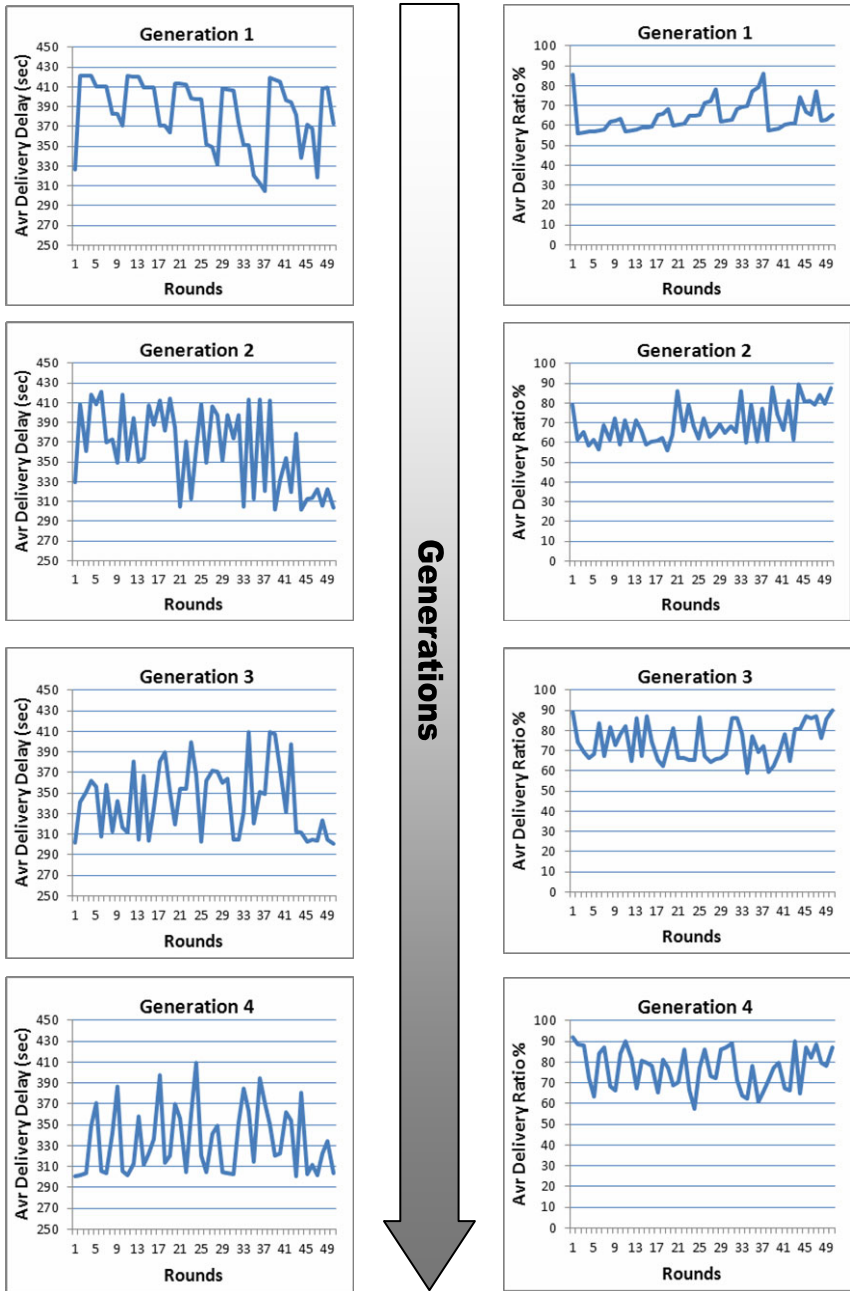 Generation 1
Avr Delivery Delay (sec)
450
430
410
390
370
350
330
310
290
270
250
1 5 9 13 17 21 25 29 33 37 41 45 49
Rounds
Generation 1
Avr Delivery Ratio %
100
90
80
70
60
50
40
30
20
10
0
1 5 9 13 17 21 25 29 33 37 41 45 49
Rounds
Generation 2
Avr Delivery Delay (sec)
450
430
410
390
370
350
330
310
290
270
250
1 5 9 13 17 21 25 29 33 37 41 45 49
Rounds
Generation 2
Avr Delivery Ratio %
100
90
80
70
60
50
40
30
20
10
0
1 5 9 13 17 21 25 29 33 37 41 45 49
Rounds
Generations
Generation 3
Avr Delivery Delay (sec)
450
430
410
390
370
350
330
310
290
270
250
1 5 9 13 17 21 25 29 33 37 41 45 49
Rounds
Generation 3
Avr Delivery Ratio %
100
90
80
70
60
50
40
30
20
10
0
1 5 9 13 17 21 25 29 33 37 41 45 49
Rounds
Generation 4
Avr Delivery Delay (sec)
450
430
410
390
370
350
330
310
290
270
250
1 5 9 13 17 21 25 29 33 37 41 45 49
Rounds
Generation 4
Avr Delivery Ratio %
100
90
80
70
60
50
40
30
20
10
0
1 5 9 13 17 21 25 29 33 37 41 45 49
Rounds